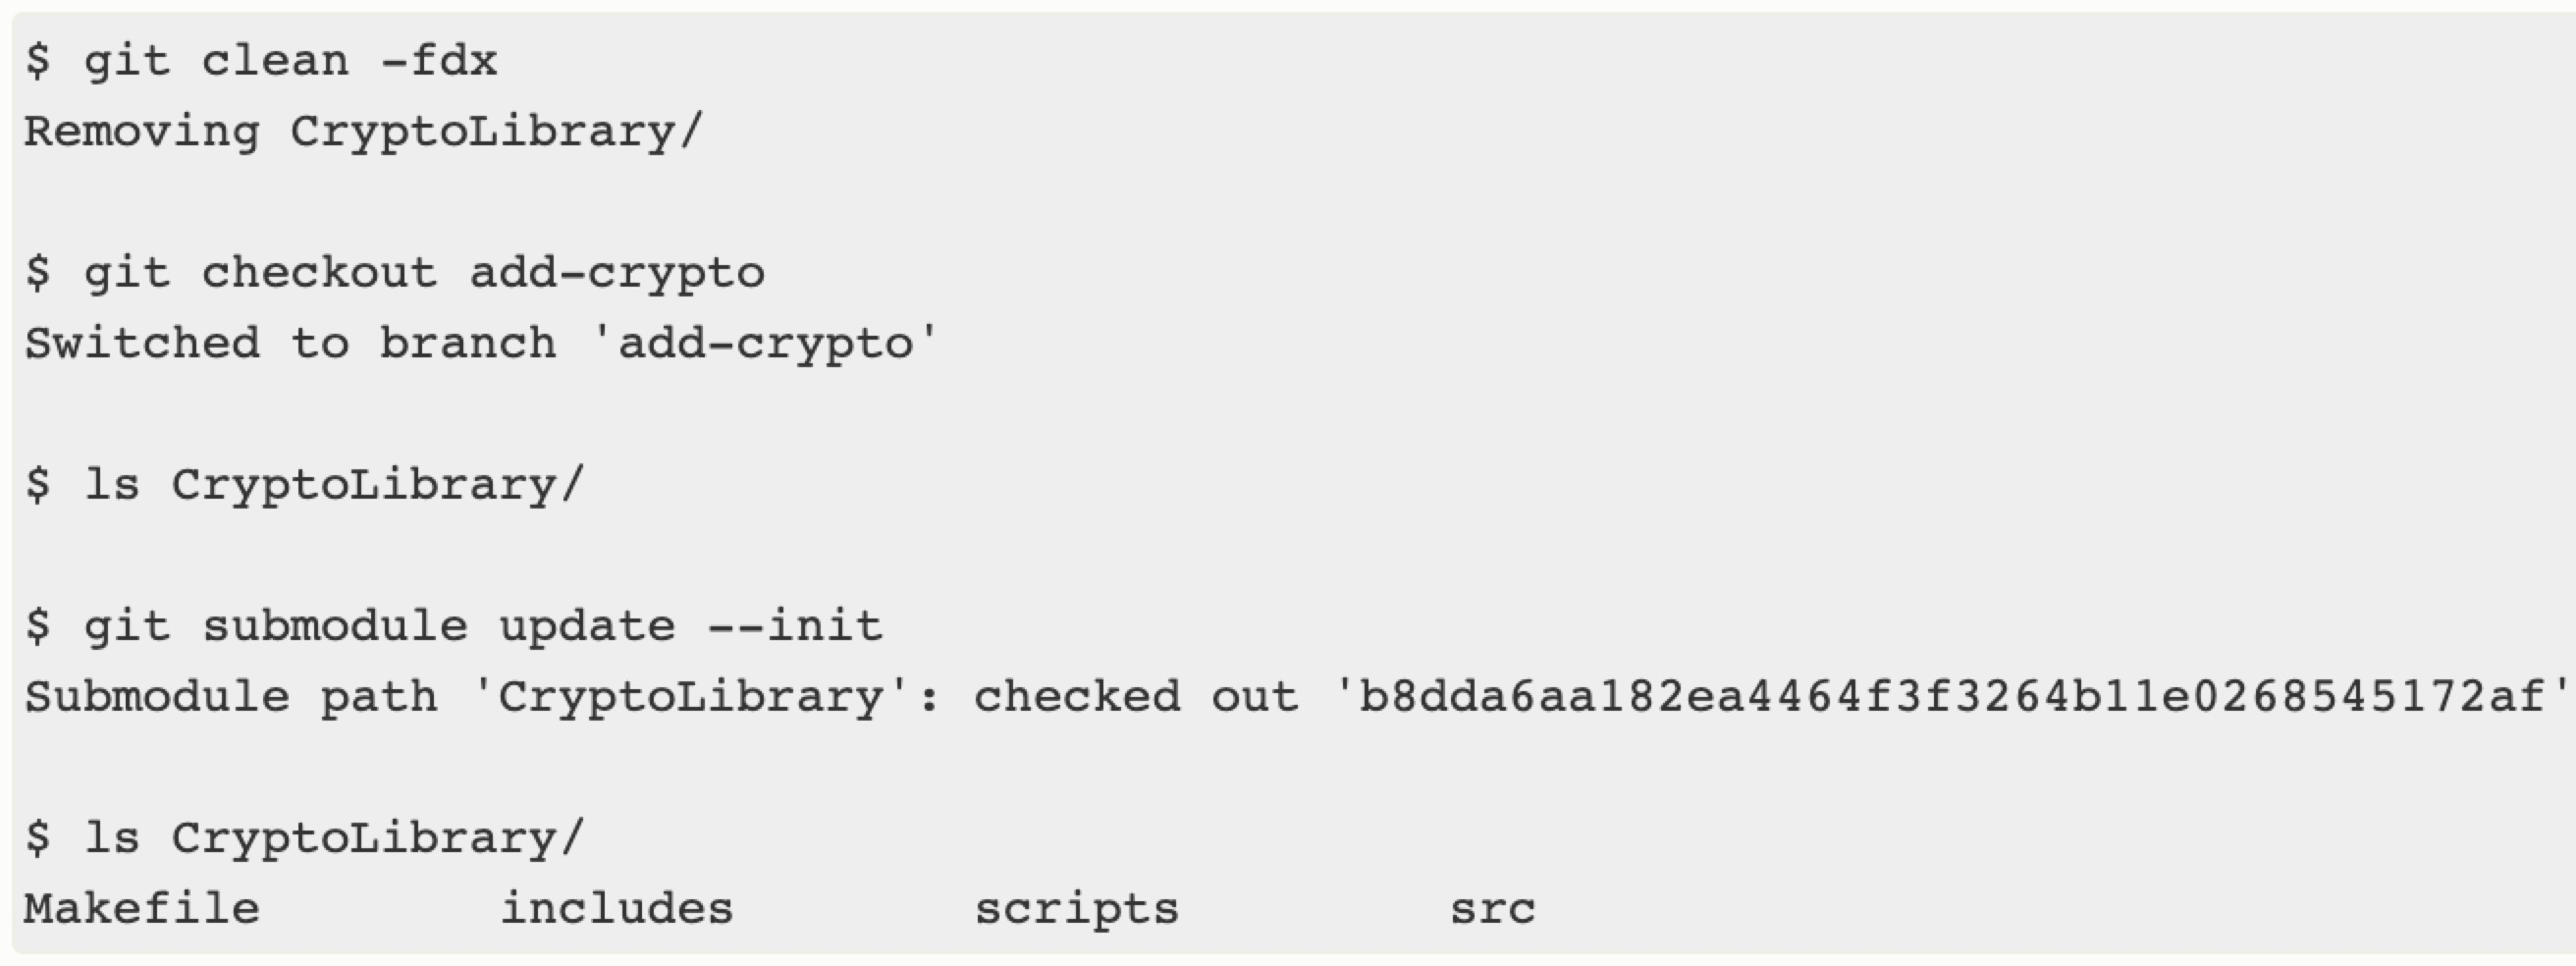 $ git clean -fdx
Removing CryptoLibrary/
$ git checkout add-crypto
Switched to branch 'add-crypto'
$ ls CryptoLibrary/
$ git submodule update --init
Submodule path 'CryptoLibrary': checked out 'b8dda6aa182ea4464f3f3264b11e0268545172af'
$ ls CryptoLibrary/
Makefile        includes        scripts         src